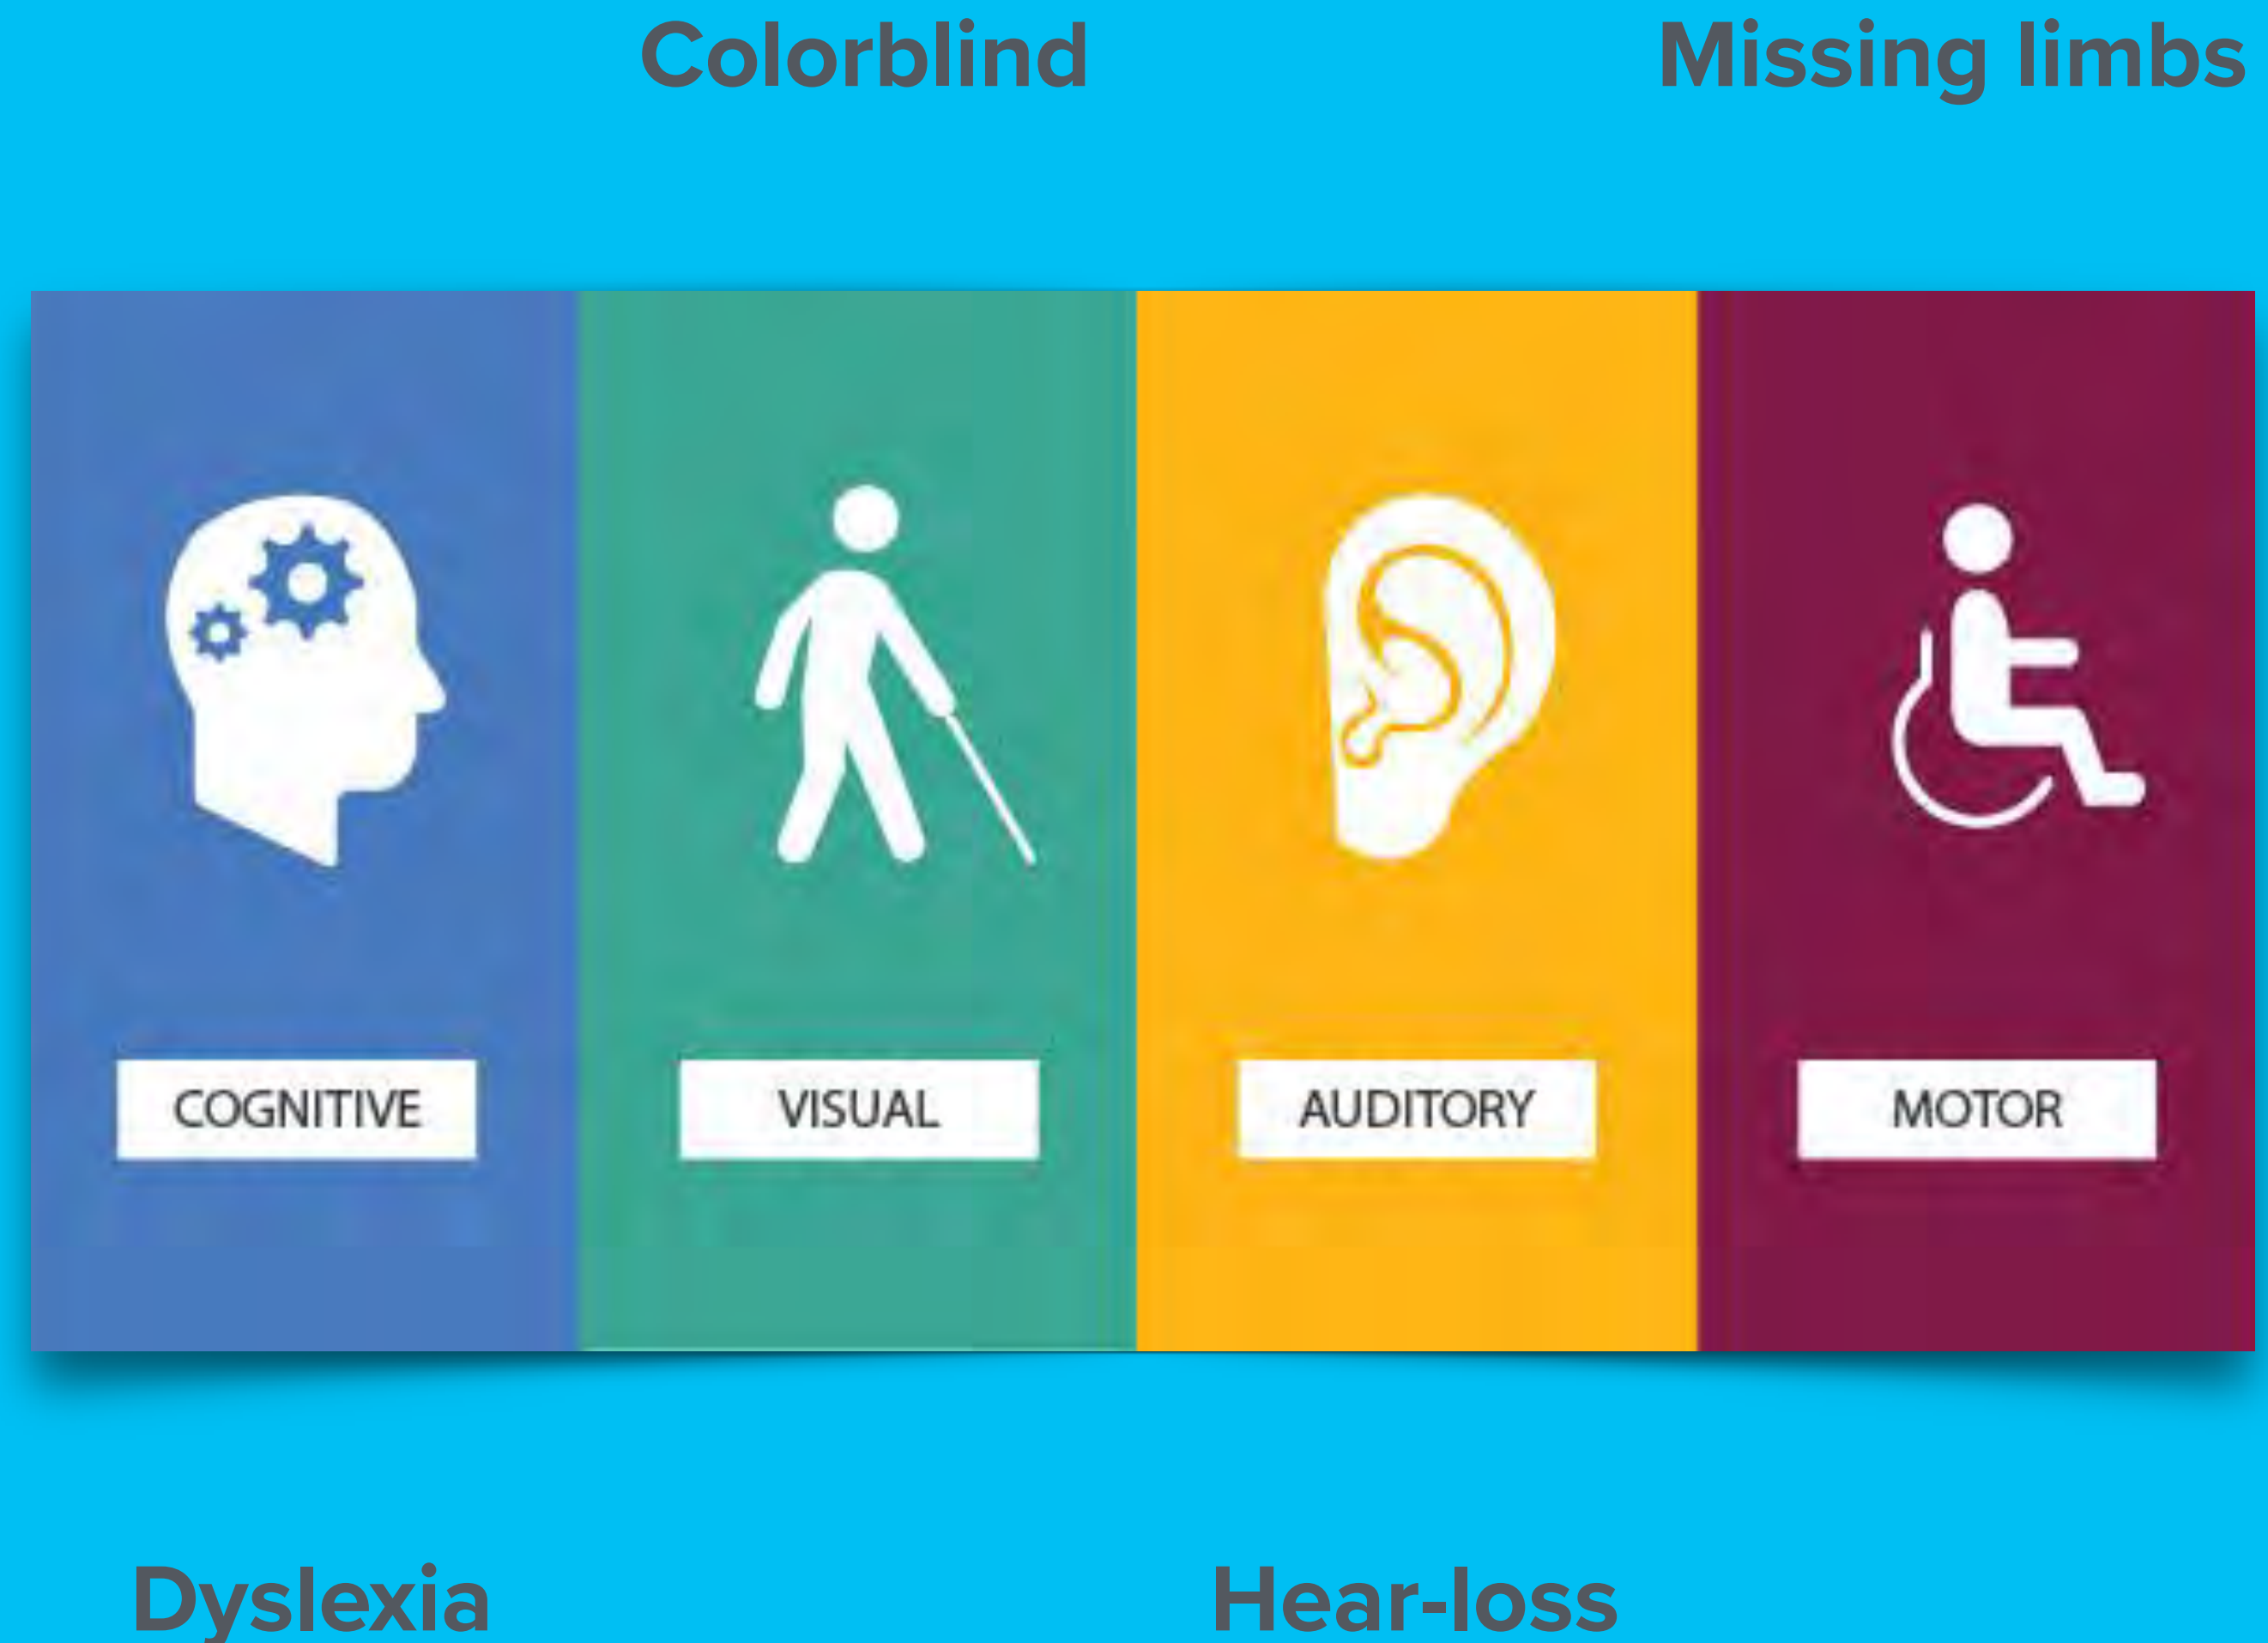 Colorblind
Missing limbs
COGNITIVE
VISUAL
AUDITORY
MOTOR
Dyslexia
Hear-loss